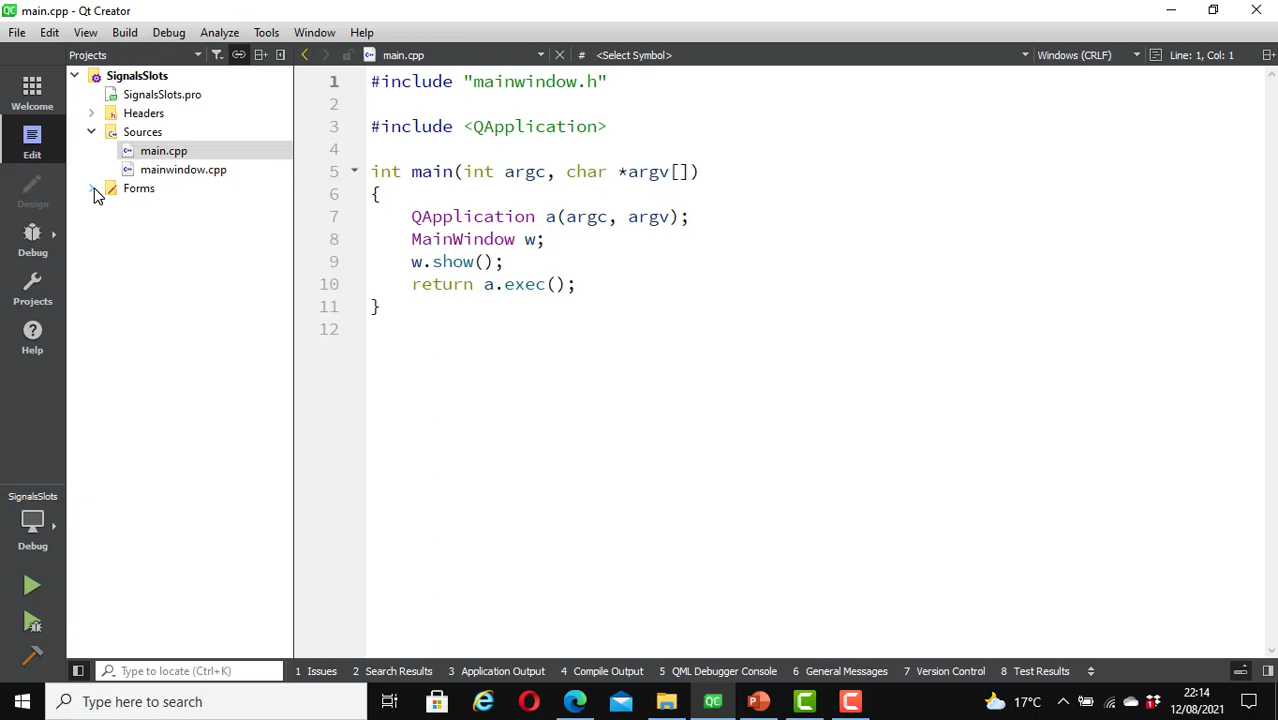 QC main.cpp - Qt Creator
File Edit View Build Debug Analyze Tools Window Help
Projects main.cpp # <Select Symbol> Windows (CRLF) Line: 1, Col: 1
SignalsSlots
SignalsSlots.pro
Headers
Sources
main.cpp
mainwindow.cpp
Forms
Welcome
Edit
Design
Debug
Projects
Help
SignalsSlots
Debug
1 #include "mainwindow.h"
2
3 #include <QApplication>
4
5 int main(int argc, char *argv[])
6 {
7 QApplication a(argc, argv);
8 MainWindow w;
9 w.show();
10 return a.exec();
11 }
12
Type to locate (Ctrl+K) 1 Issues 2 Search Results 3 Application Output 4 Compile Output 5 QML Debugger Console 6 General Messages 7 Version Control 8 Test Results
Type here to search QC 17°C 1 22:14
12/08/2021